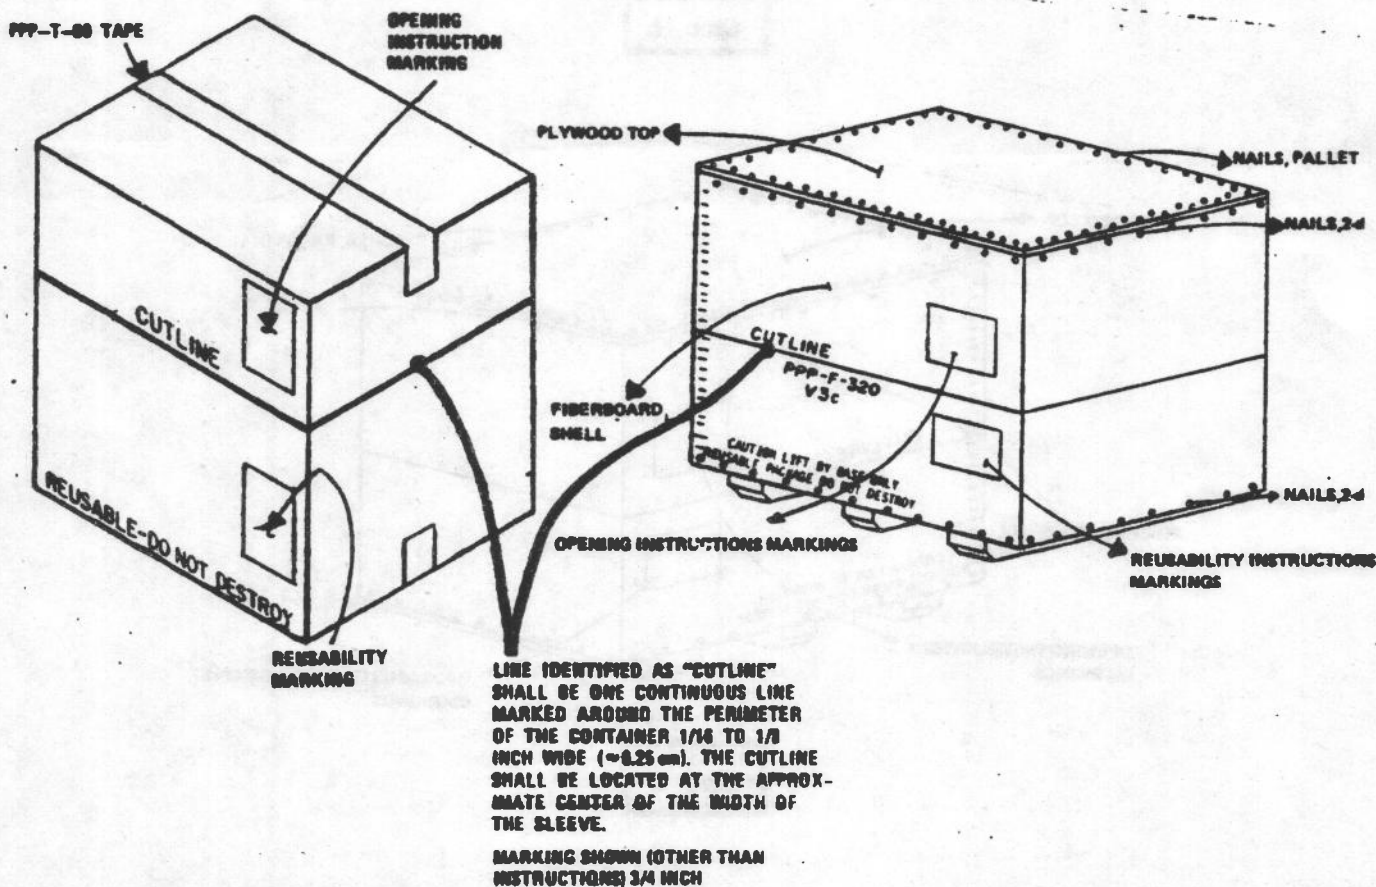 PPP-T-60 TAPE
OPENING
INSTRUCTION
MARKING
CUTLINE
REUSABLE-DO NOT DESTROY
REUSABILITY
MARKING
PLYWOOD TOP
NAILS, PALLET
NAILS,2-d
CUTLINE
PPP-F-320
V3c
FIBERBOARD
SHELL
CAUTION LIFT BY BASE ONLY
REUSABLE PACKAGE DO NOT DESTROY
NAILS,2-d
OPENING INSTRUCTIONS MARKINGS
REUSABILITY INSTRUCTIONS
MARKINGS
LINE IDENTIFIED AS "CUTLINE"
SHALL BE ONE CONTINUOUS LINE
MARKED AROUND THE PERIMETER
OF THE CONTAINER 1/16 TO 1/8
INCH WIDE (~0.25 cm). THE CUTLINE
SHALL BE LOCATED AT THE APPROX-
IMATE CENTER OF THE WIDTH OF
THE SLEEVE.
MARKING SHOWN (OTHER THAN
INSTRUCTIONS) 3/4 INCH